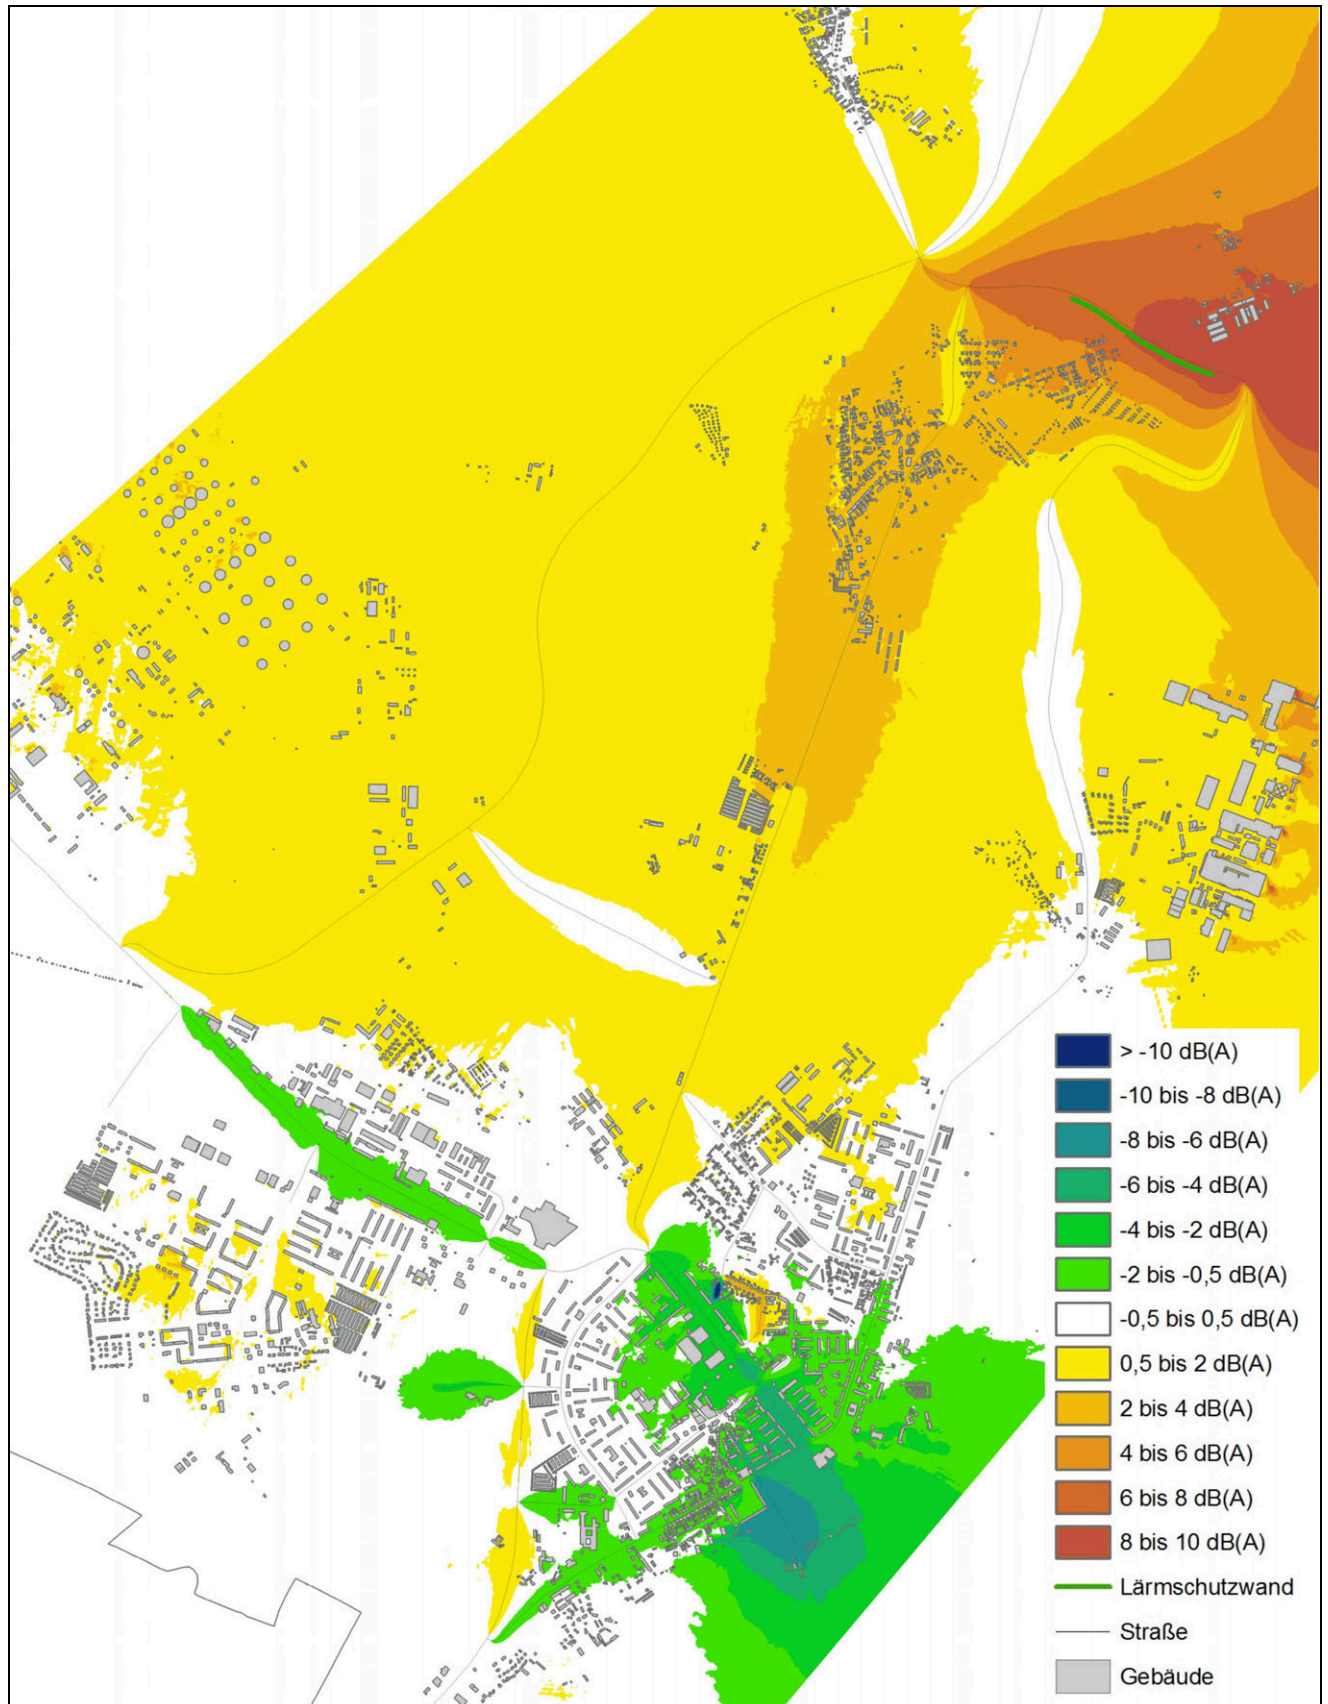 > -10 dB(A)
-10 bis -8 dB(A)
-8 bis -6 dB(A)
-6 bis -4 dB(A)
-4 bis -2 dB(A)
-2 bis -0,5 dB(A)
-0,5 bis 0,5 dB(A)
0,5 bis 2 dB(A)
2 bis 4 dB(A)
4 bis 6 dB(A)
6 bis 8 dB(A)
8 bis 10 dB(A)
Lärmschutzwand
Straße
Gebäude